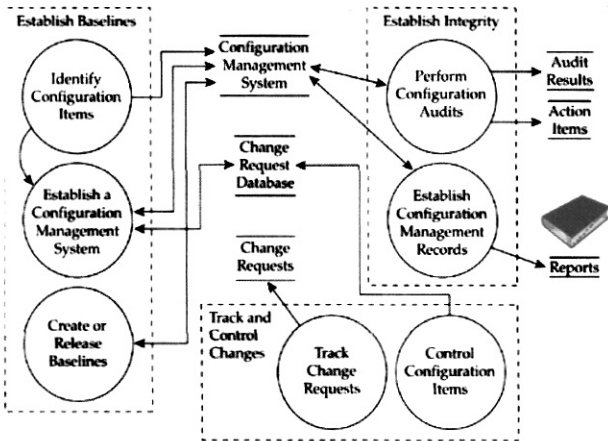 Establish Baselines
Identify
Configuration
Items
Establish a
Configuration
Management
System
Create or
Release
Baselines
Configuration
Management
System
Change
Request
Database
Change
Requests
Establish Integrity
Perform
Configuration
Audits
Establish
Configuration
Management
Records
Audit
Results
Action
Items
Reports
Track and
Control
Changes
Track
Change
Requests
Control
Configuration
Items